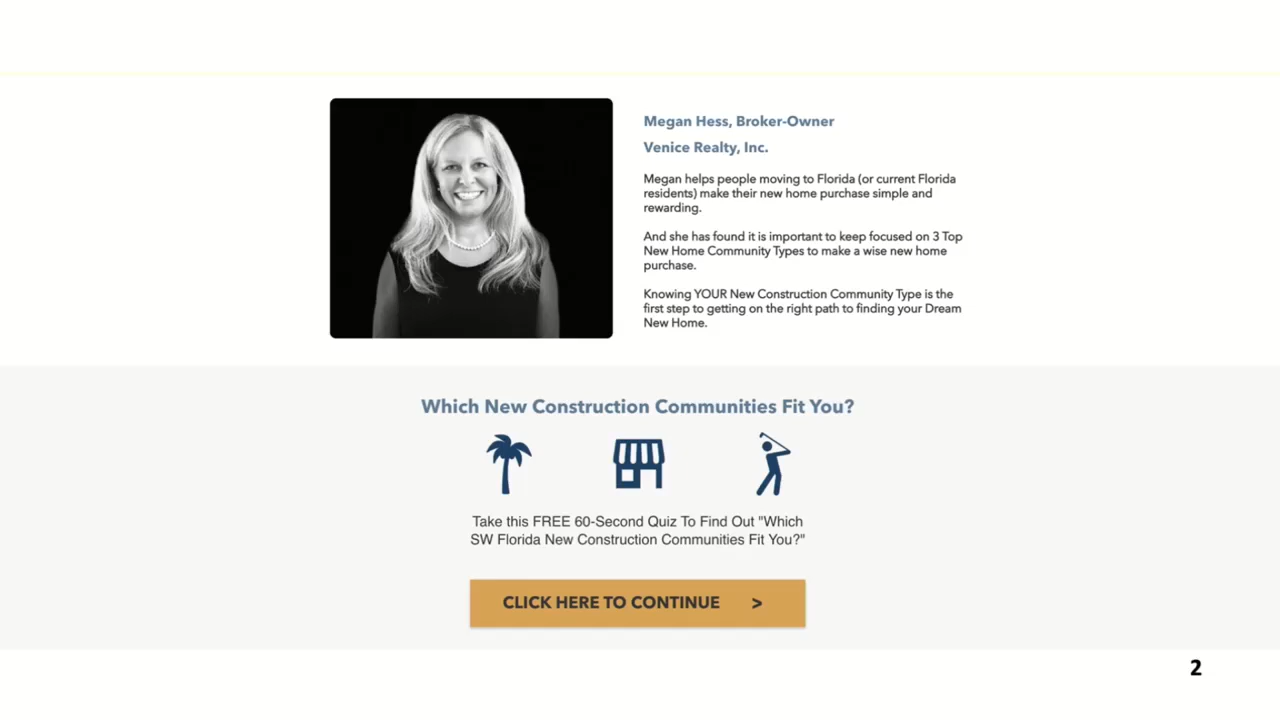 Megan Hess, Broker-Owner
Venice Realty, Inc.
Megan helps people moving to Florida (or current Florida
residents) make their new home purchase simple and
rewarding.
And she has found it is important to keep focused on 3 Top
New Home Community Types to make a wise new home
purchase.
Knowing YOUR New Construction Community Type is the
first step to getting on the right path to finding your Dream
New Home.
Which New Construction Communities Fit You?
Take this FREE 60-Second Quiz To Find Out "Which
SW Florida New Construction Communities Fit You?"
CLICK HERE TO CONTINUE >
2